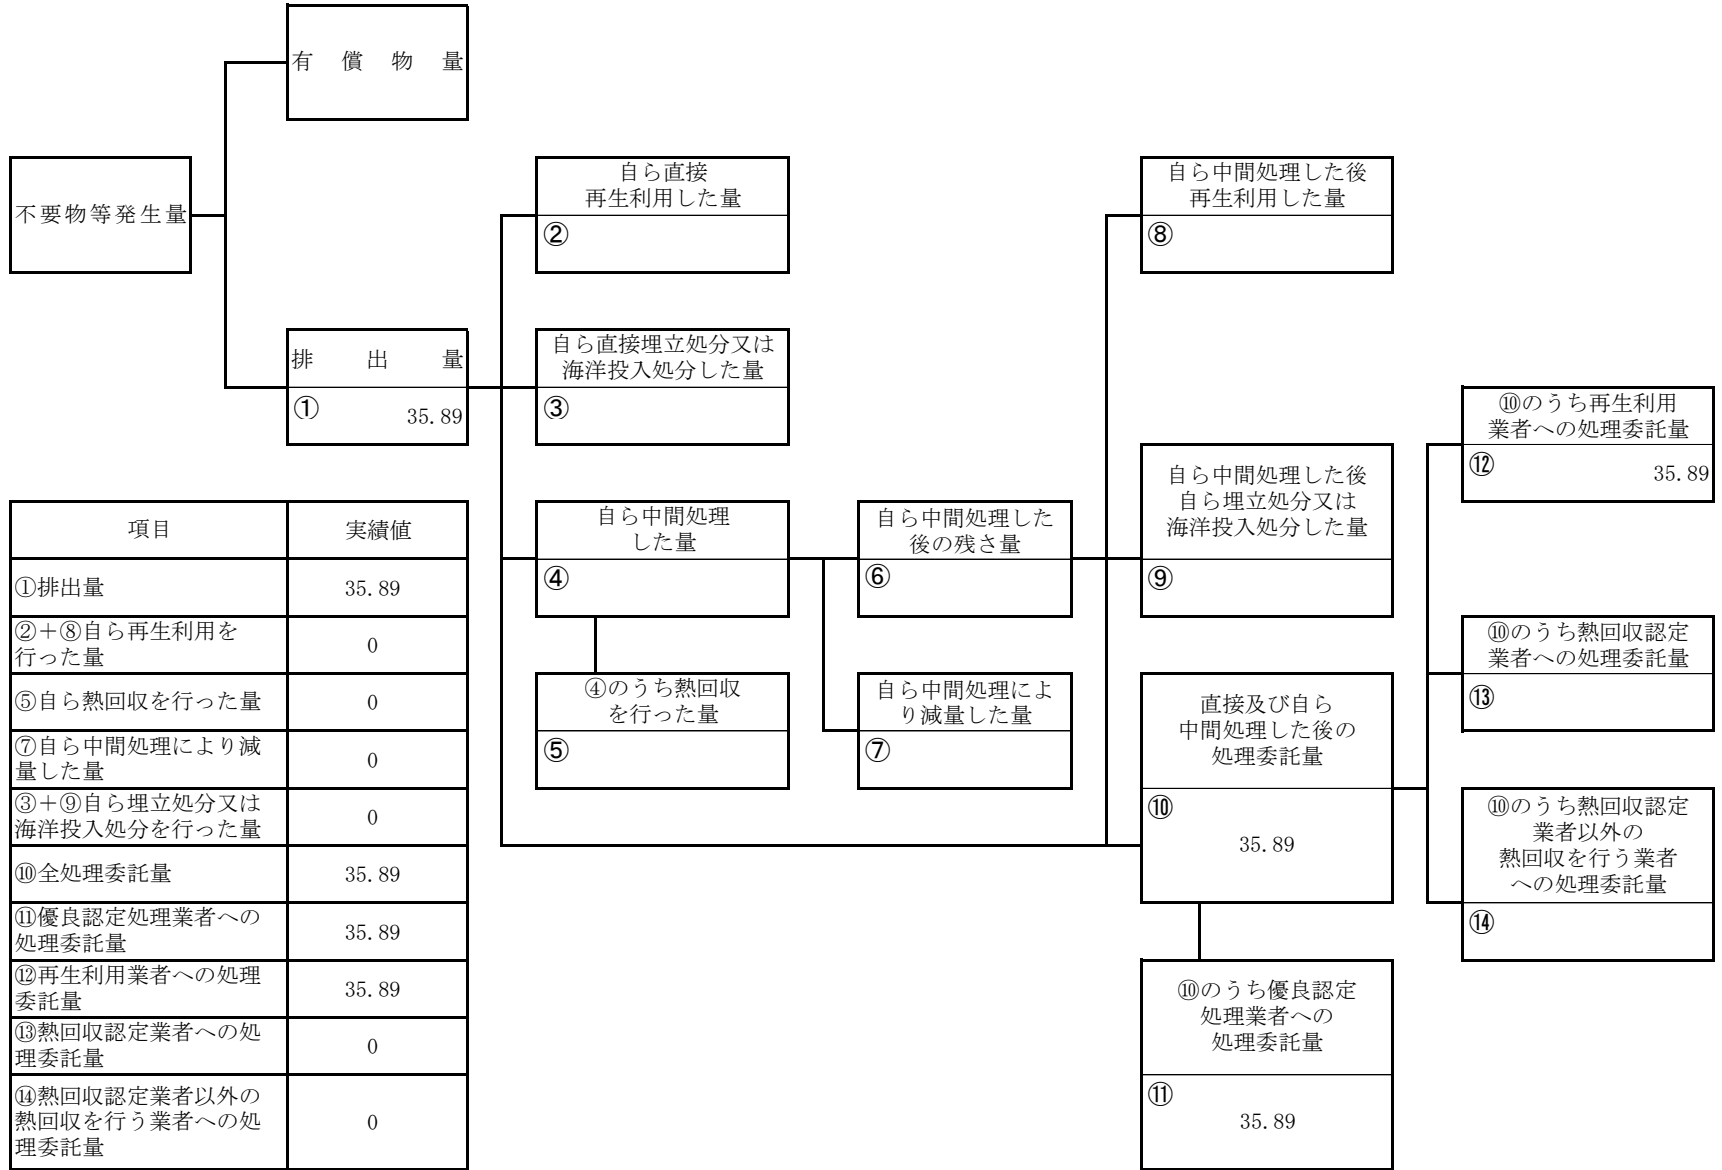 有償物量
不要物等発生量
排出量
①
35.89
自ら直接
再生利用した量
②
自ら直接埋立処分又は
海洋投入処分した量
③
自ら中間処理
した量
④
④のうち熱回収
を行った量
⑤
自ら中間処理した
後の残さ量
⑥
自ら中間処理によ
り減量した量
⑦
自ら中間処理した後
再生利用した量
⑧
自ら中間処理した後
自ら埋立処分又は
海洋投入処分した量
⑨
直接及び自ら
中間処理した後の
処理委託量
⑩
35.89
⑩のうち優良認定
処理業者への
処理委託量
⑪
35.89
⑩のうち再生利用
業者への処理委託量
⑫
35.89
⑩のうち熱回収認定
業者への処理委託量
⑬
⑩のうち熱回収認定
業者以外の
熱回収を行う業者
への処理委託量
⑭
項目 実績値
①排出量 35.89
②＋⑧自ら再生利用を
行った量 0
⑤自ら熱回収を行った量 0
⑦自ら中間処理により減
量した量 0
③＋⑨自ら埋立処分又は
海洋投入処分を行った量 0
⑩全処理委託量 35.89
⑪優良認定処理業者への
処理委託量 35.89
⑫再生利用業者への処理
委託量 35.89
⑬熱回収認定業者への処
理委託量 0
⑭熱回収認定業者以外の
熱回収を行う業者への処
理委託量 0